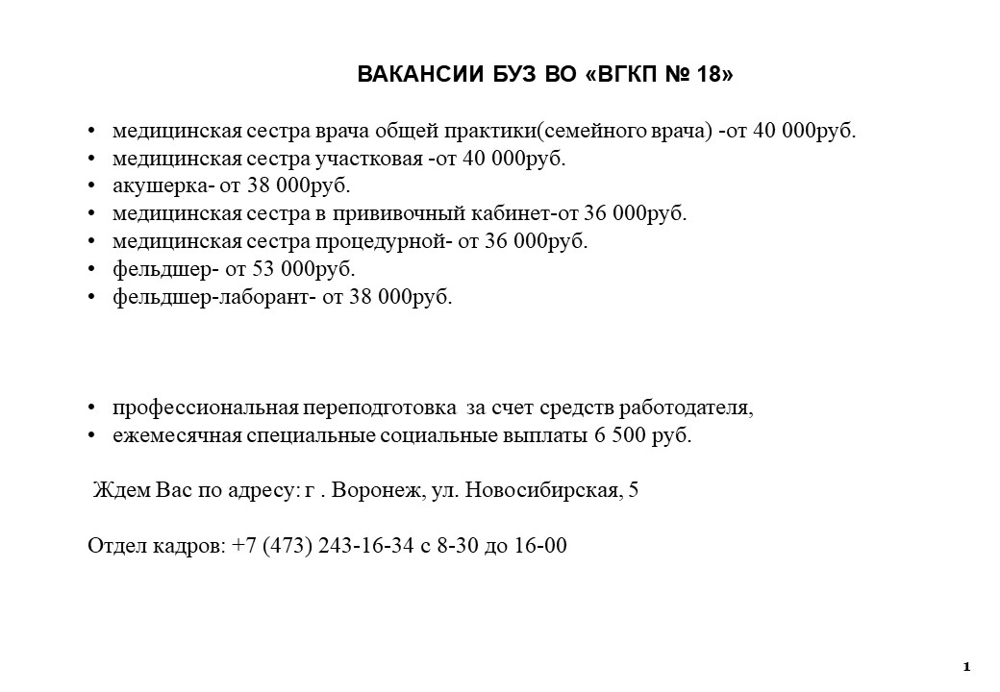 ВАКАНСИИ БУЗ ВО «ВГКП № 18»
• медицинская сестра врача общей практики(семейного врача) -от 40 000руб.
• медицинская сестра участковая -от 40 000руб.
• акушерка- от 38 000руб.
• медицинская сестра в прививочный кабинет-от 36 000руб.
• медицинская сестра процедурной- от 36 000руб.
• фельдшер- от 53 000руб.
• фельдшер-лаборант- от 38 000руб.
• профессиональная переподготовка за счет средств работодателя,
• ежемесячная специальные социальные выплаты 6 500 руб.
Ждем Вас по адресу: г . Воронеж, ул. Новосибирская, 5
Отдел кадров: +7 (473) 243-16-34 с 8-30 до 16-00
1